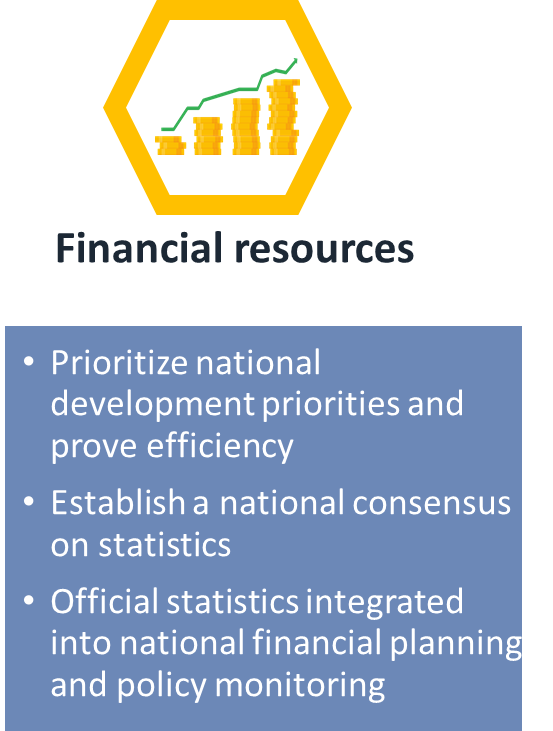 Financial resources
• Prioritize national
development priorities and
prove efficiency
• Establish a national consensus
on statistics
• Official statistics integrated
into national financial planning
and policy monitoring